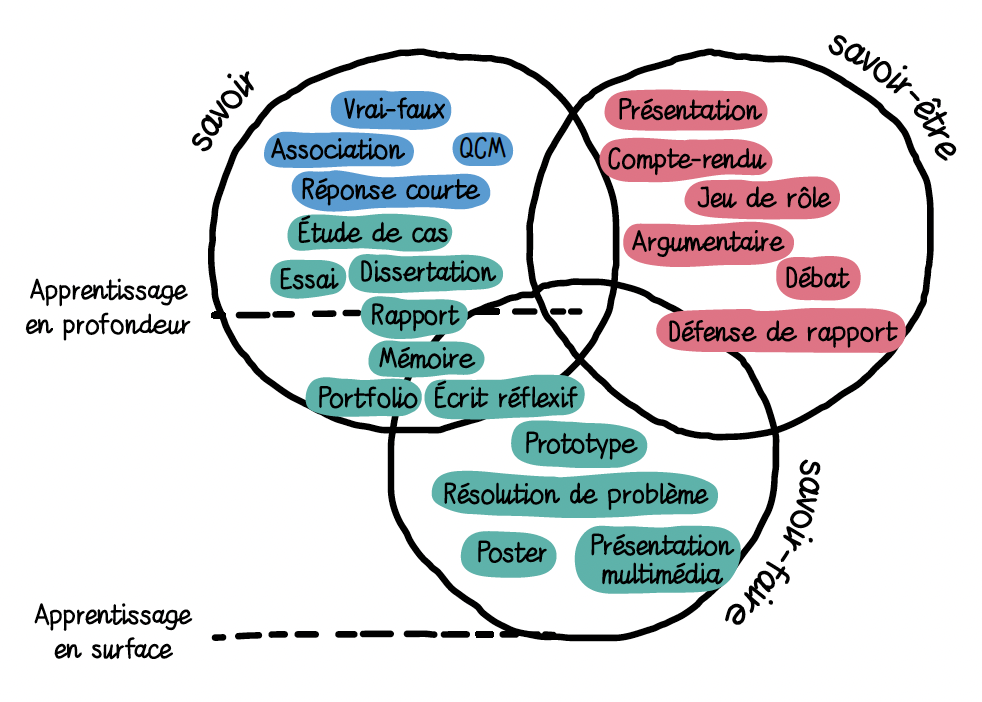 savoir
savoir-être
Vrai-faux
Association
QCM
Réponse courte
Étude de cas
Essai
Dissertation
Rapport
Mémoire
Portfolio
Écrit réflexif
Présentation
Compte-rendu
Jeu de rôle
Argumentaire
Débat
Défense de rapport
Apprentissage
en profondeur
Prototype
Résolution de problème
Poster
Présentation
multimédia
savoir-faire
Apprentissage
en surface